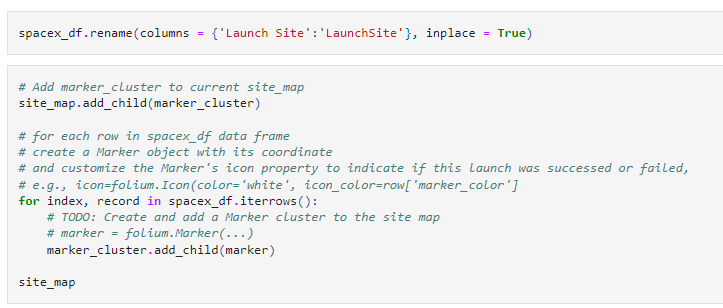 spacex_df.rename(columns = {'Launch Site':'LaunchSite'}, inplace = True)
# Add marker_cluster to current site_map
site_map.add_child(marker_cluster)
# for each row in spacex_df data frame
# create a Marker object with its coordinate
# and customize the Marker's icon property to indicate if this launch was successed or failed,
# e.g., icon=folium.Icon(color='white', icon_color=row['marker_color']
for index, record in spacex_df.iterrows():
    # TODO: Create and add a Marker cluster to the site map
    # marker = folium.Marker(...)
    marker_cluster.add_child(marker)
site_map